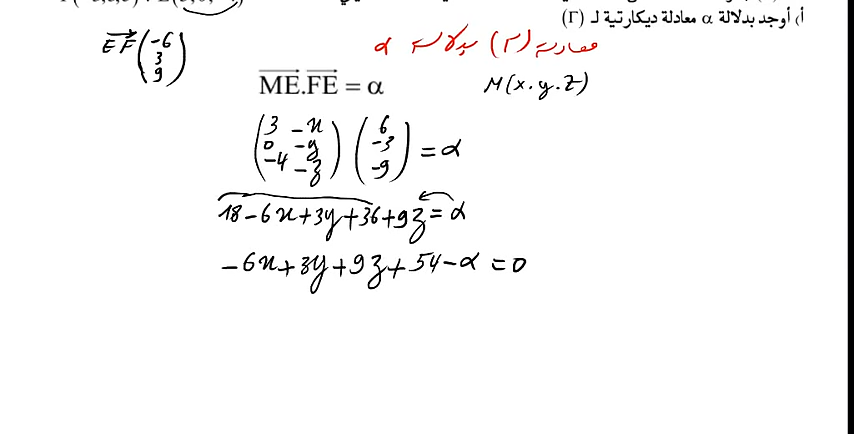 أ) أوجد بدلالة α معادلة ديكارتية لـ (Γ)
معادلة (Γ) بدلالة α
EF(-6 3 9)
ME.FE = α M(x.y.z)
(3 -x 0 -y -4 -z) (6 -3 -9) = α
18-6x+3y+36+9z=α
-6x+3y+9z+54-α=0